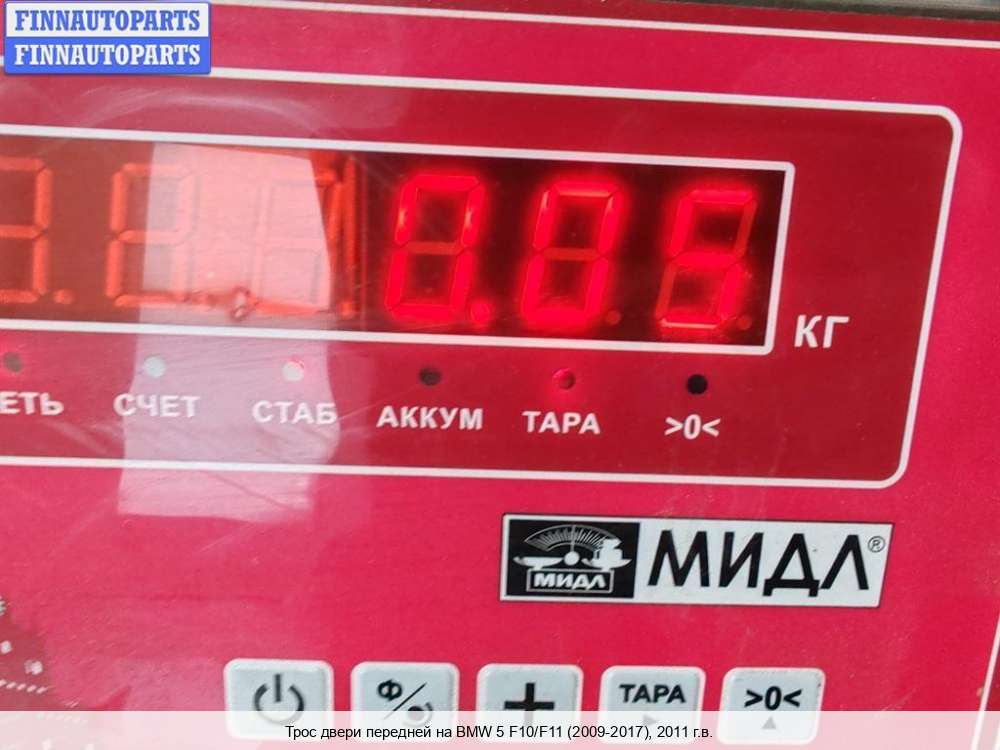 FINNAUTOPARTS
FINNAUTOPARTS
0.05
КГ
СЧЕТ
СТАБ
АККУМ
ТАРА
>0<
МИДЛ
МИДЛ®
Ф/
+
ТАРА
>0<
Трос двери передней на BMW 5 F10/F11 (2009-2017), 2011 г.в.